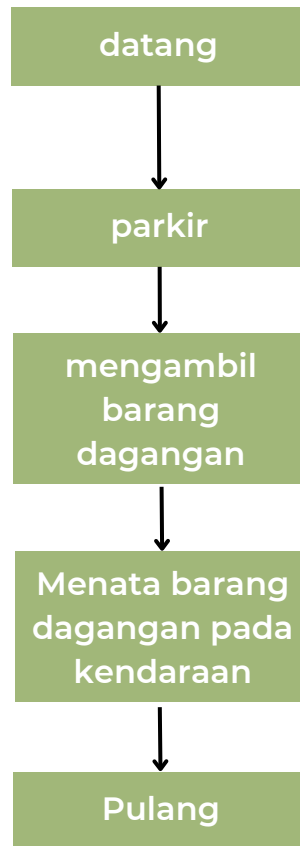 datang
parkir
mengambil
barang
dagangan
Menata barang
dagangan pada
kendaraan
Pulang